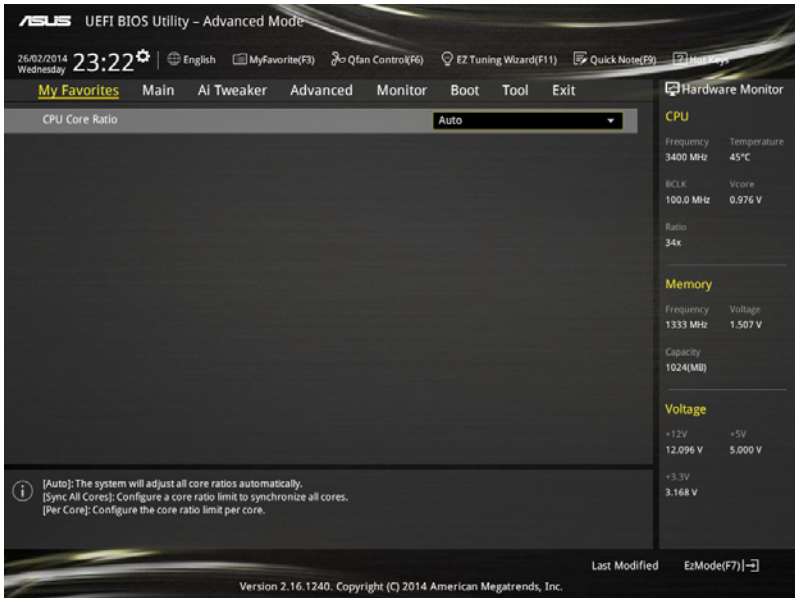 ASUS UEFI BIOS Utility – Advanced Mode
26/02/2014
Wednesday
23:22
English
MyFavorite(F3)
Qfan Control(F6)
EZ Tuning Wizard(F11)
Quick Note(F9)
Hot Keys
My Favorites Main Ai Tweaker Advanced Monitor Boot Tool Exit
CPU Core Ratio
Auto
[Auto]: The system will adjust all core ratios automatically.
[Sync All Cores]: Configure a core ratio limit to synchronize all cores.
[Per Core]: Configure the core ratio limit per core.
Hardware Monitor
CPU
Frequency Temperature
3400 MHz 45°C
BCLK Vcore
100.0 MHz 0.976 V
Ratio
34x
Memory
Frequency Voltage
1333 MHz 1.507 V
Capacity
1024(MB)
Voltage
+12V +5V
12.096 V 5.000 V
+3.3V
3.168 V
Last Modified EzMode(F7)
Version 2.16.1240. Copyright (C) 2014 American Megatrends, Inc.